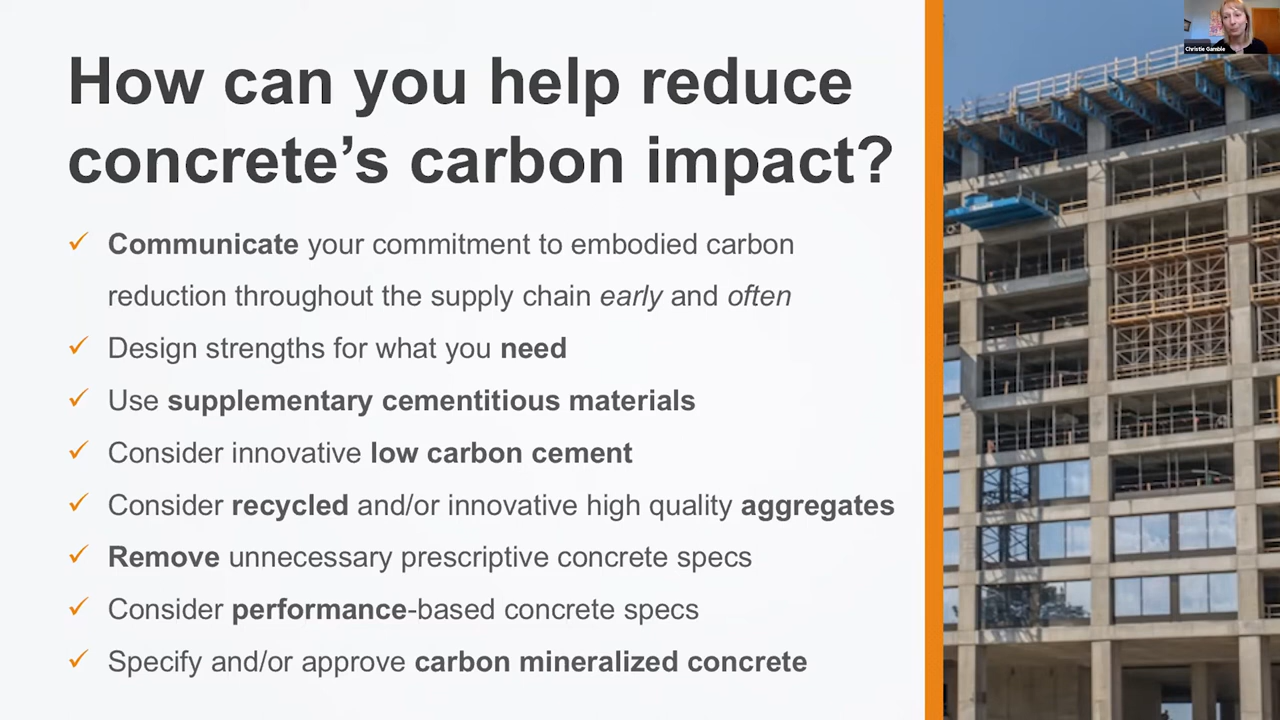 How can you help reduce
concrete’s carbon impact?
Communicate your commitment to embodied carbon
reduction throughout the supply chain early and often
Design strengths for what you need
Use supplementary cementitious materials
Consider innovative low carbon cement
Consider recycled and/or innovative high quality aggregates
Remove unnecessary prescriptive concrete specs
Consider performance-based concrete specs
Specify and/or approve carbon mineralized concrete
Christie Gamble